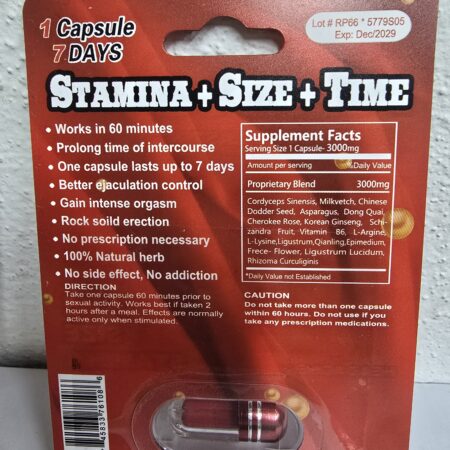 1 Capsule
7 DAYS
Lot # RP66 * 5779S05
Exp: Dec/2029
STAMINA + SIZE + TIME
• Works in 60 minutes
• Prolong time of intercourse
• One capsule lasts up to 7 days
• Better ejaculation control
• Gain intense orgasm
• Rock soild erection
• No prescription necessary
• 100% Natural herb
• No side effect, No addiction
DIRECTION
Take one capsule 60 minutes prior to
sexual activity. Works best if taken 2
hours after a meal. Effects are normally
active only when stimulated.
Supplement Facts
Serving Size 1 Capsule- 3000mg
Amount per serving %Daily Value
Proprietary Blend 3000mg
Cordyceps Sinensis, Milkvetch, Chinese
Dodder Seed, Asparagus, Dong Quai,
Cherokee Rose, Korean Ginseng, Schi-
zandra Fruit, Vitamin B6, L-Argine,
L-Lysine,Ligustrum,Qianling,Epimedium,
Frece- Flower, Ligustrum Lucidum,
Rhizoma Curculiginis
*Daily Value not Established
CAUTION
Do not take more than one capsule
within 60 hours. Do not use if you
take any prescription medications.
45833 76108 6